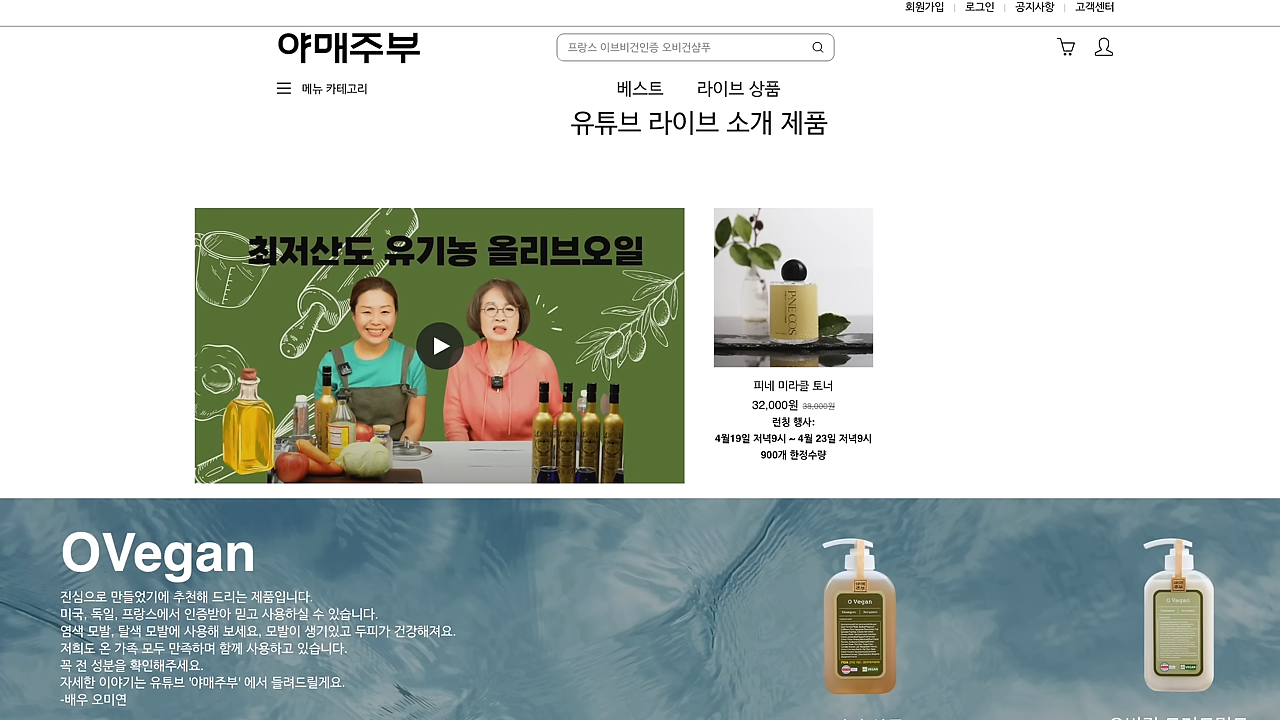 회원가입 | 로그인 | 공지사항 | 고객센터
야매주부
프랑스 이브비건인증 오비건샴푸
메뉴 카테고리
베스트 라이브 상품
유튜브 라이브 소개 제품
최저산도 유기농 올리브오일
피네 미라클 토너
32,000원 38,000원
런칭 행사:
4월19일 저녁9시 ~ 4월 23일 저녁9시
900개 한정수량
OVegan
진심으로 만들었기에 추천해 드리는 제품입니다.
미국, 독일, 프랑스에서 인증받아 믿고 사용하실 수 있습니다.
염색 모발, 탈색 모발에 사용해 보세요, 모발이 생기있고 두피가 건강해져요.
저희도 온 가족 모두 만족하며 함께 사용하고 있습니다.
꼭 전 성분을 확인해주세요.
자세한 이야기는 유튜브 '야매주부' 에서 들려드릴게요.
-배우 오미연
O Vegan
O Vegan